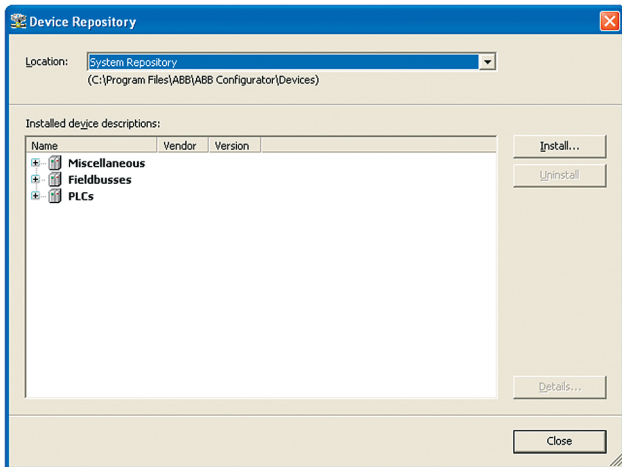 Device Repository
Location:
System Repository
(C:\Program Files\ABB\ABB Configurator\Devices)
Installed device descriptions:
Name Vendor Version
Miscellaneous
Fieldbusses
PLCs
Install...
Uninstall
Details...
Close